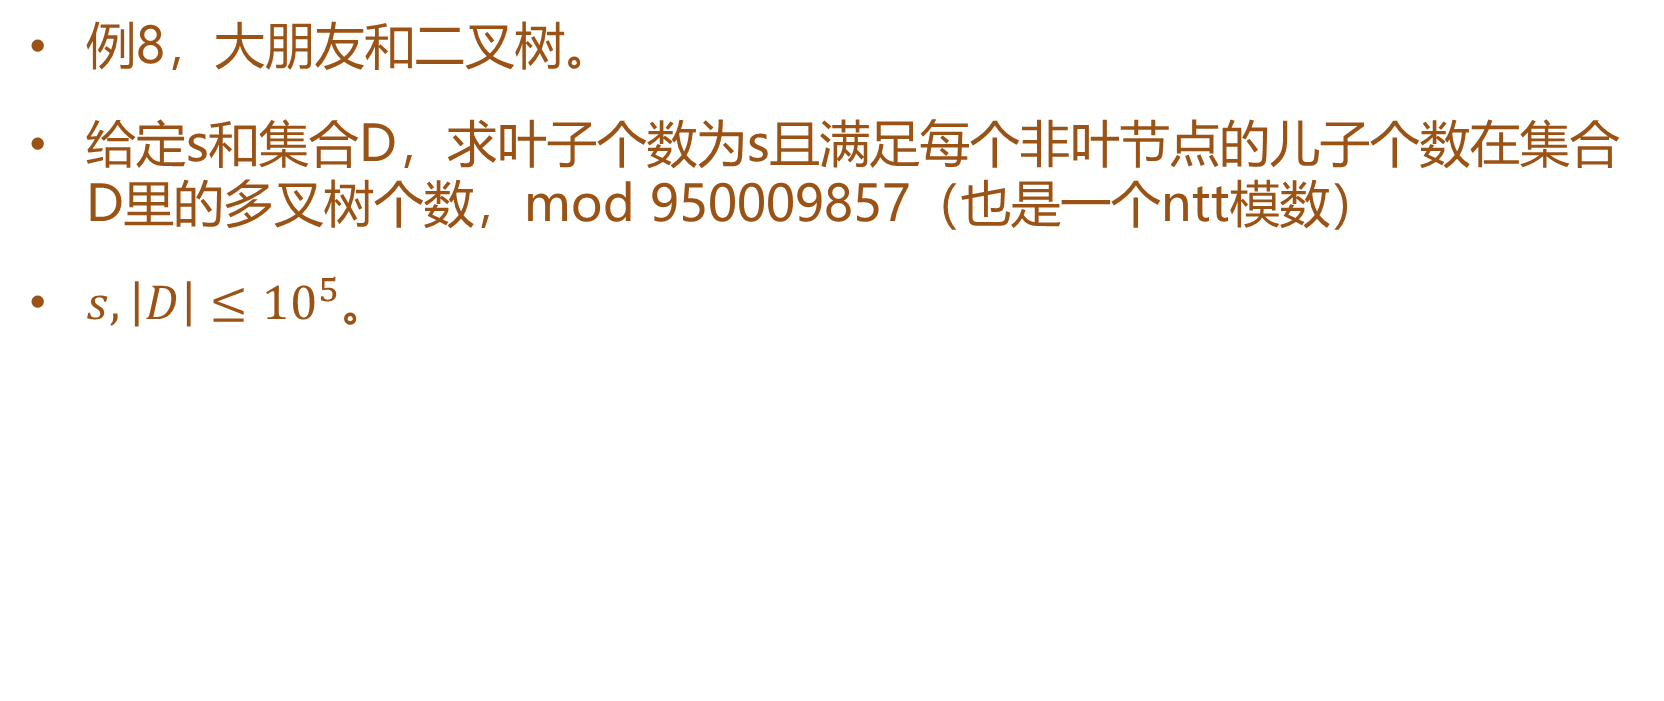 • 例8，大朋友和二叉树。
• 给定s和集合D，求叶子个数为s且满足每个非叶节点的儿子个数在集合
D里的多叉树个数，mod 950009857（也是一个ntt模数）
• s, |D| ≤ 10⁵。